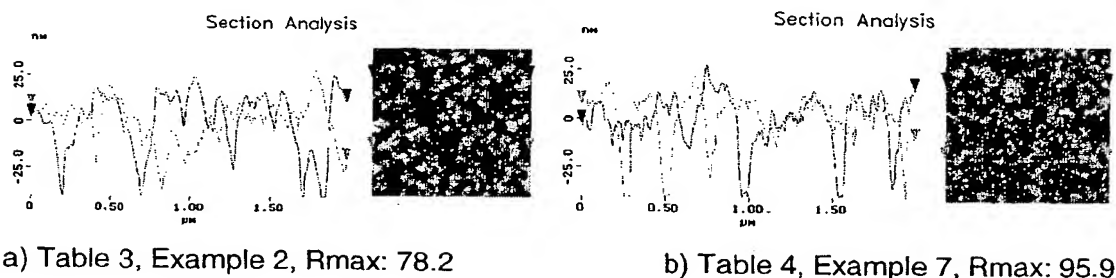 Section Analysis
nM
25.0
0
-25.0
0 0.50 1.00 1.50
µM
a) Table 3, Example 2, Rmax: 78.2
Section Analysis
nM
25.0
0
-25.0
0 0.50 1.00. 1.50
µM
b) Table 4, Example 7, Rmax: 95.9